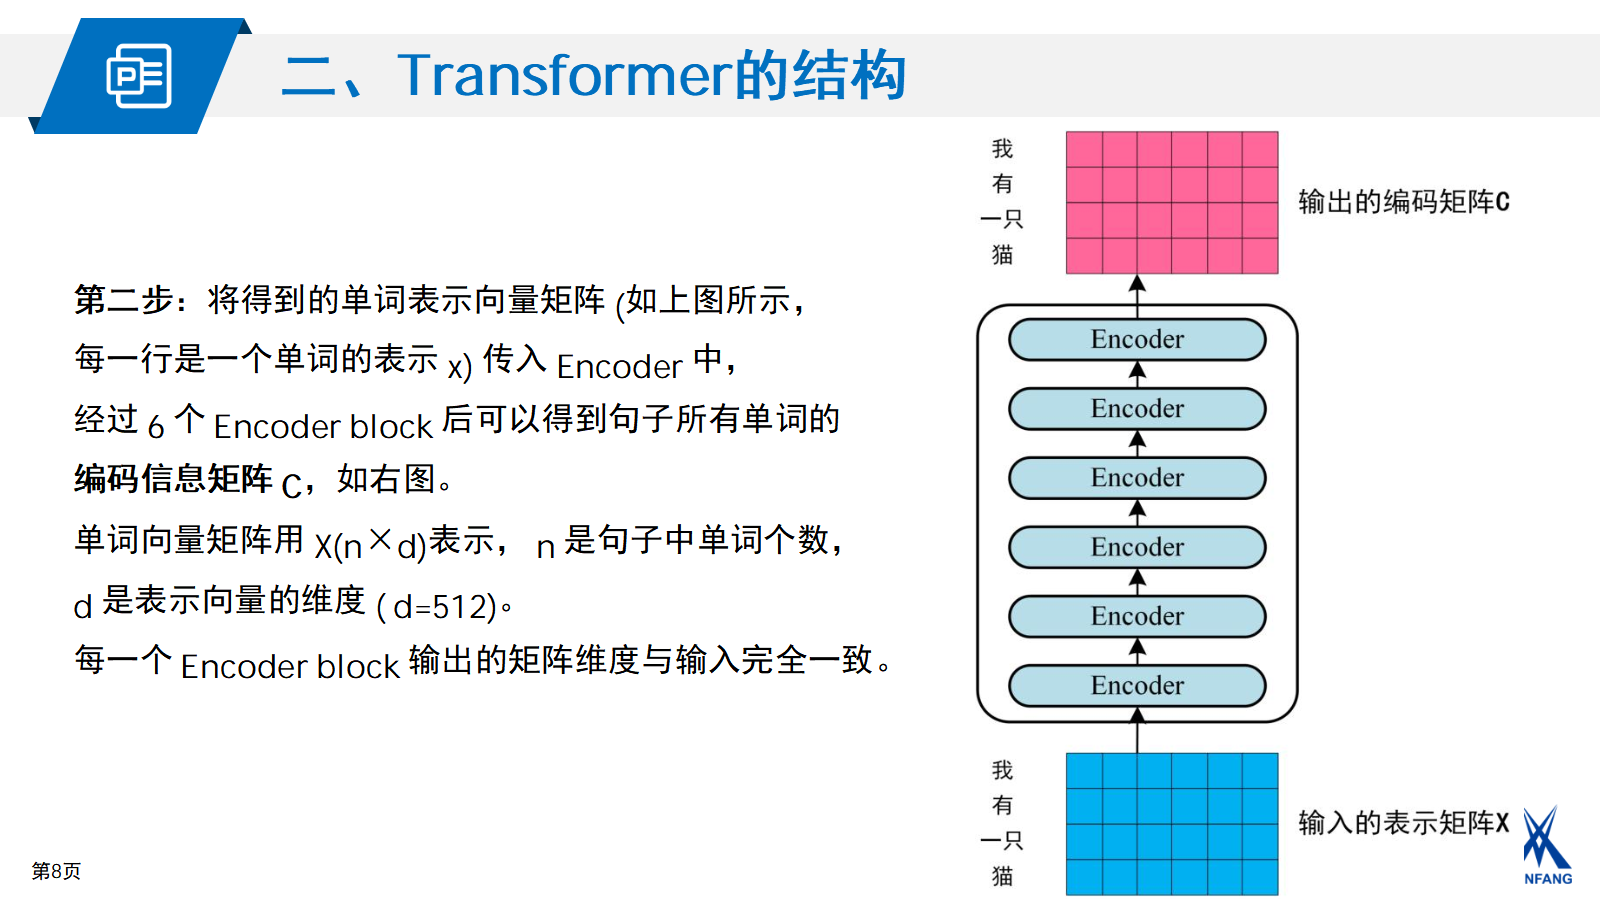 二、Transformer的结构
第二步：将得到的单词表示向量矩阵 (如上图所示，
每一行是一个单词的表示 x) 传入 Encoder 中，
经过 6 个 Encoder block 后可以得到句子所有单词的
编码信息矩阵 C，如右图。
单词向量矩阵用 X(n×d)表示， n 是句子中单词个数，
d 是表示向量的维度 ( d=512)。
每一个 Encoder block 输出的矩阵维度与输入完全一致。
我
有
一只
猫
输出的编码矩阵C
Encoder
Encoder
Encoder
Encoder
Encoder
Encoder
我
有
一只
猫
输入的表示矩阵X
NFANG
第8页